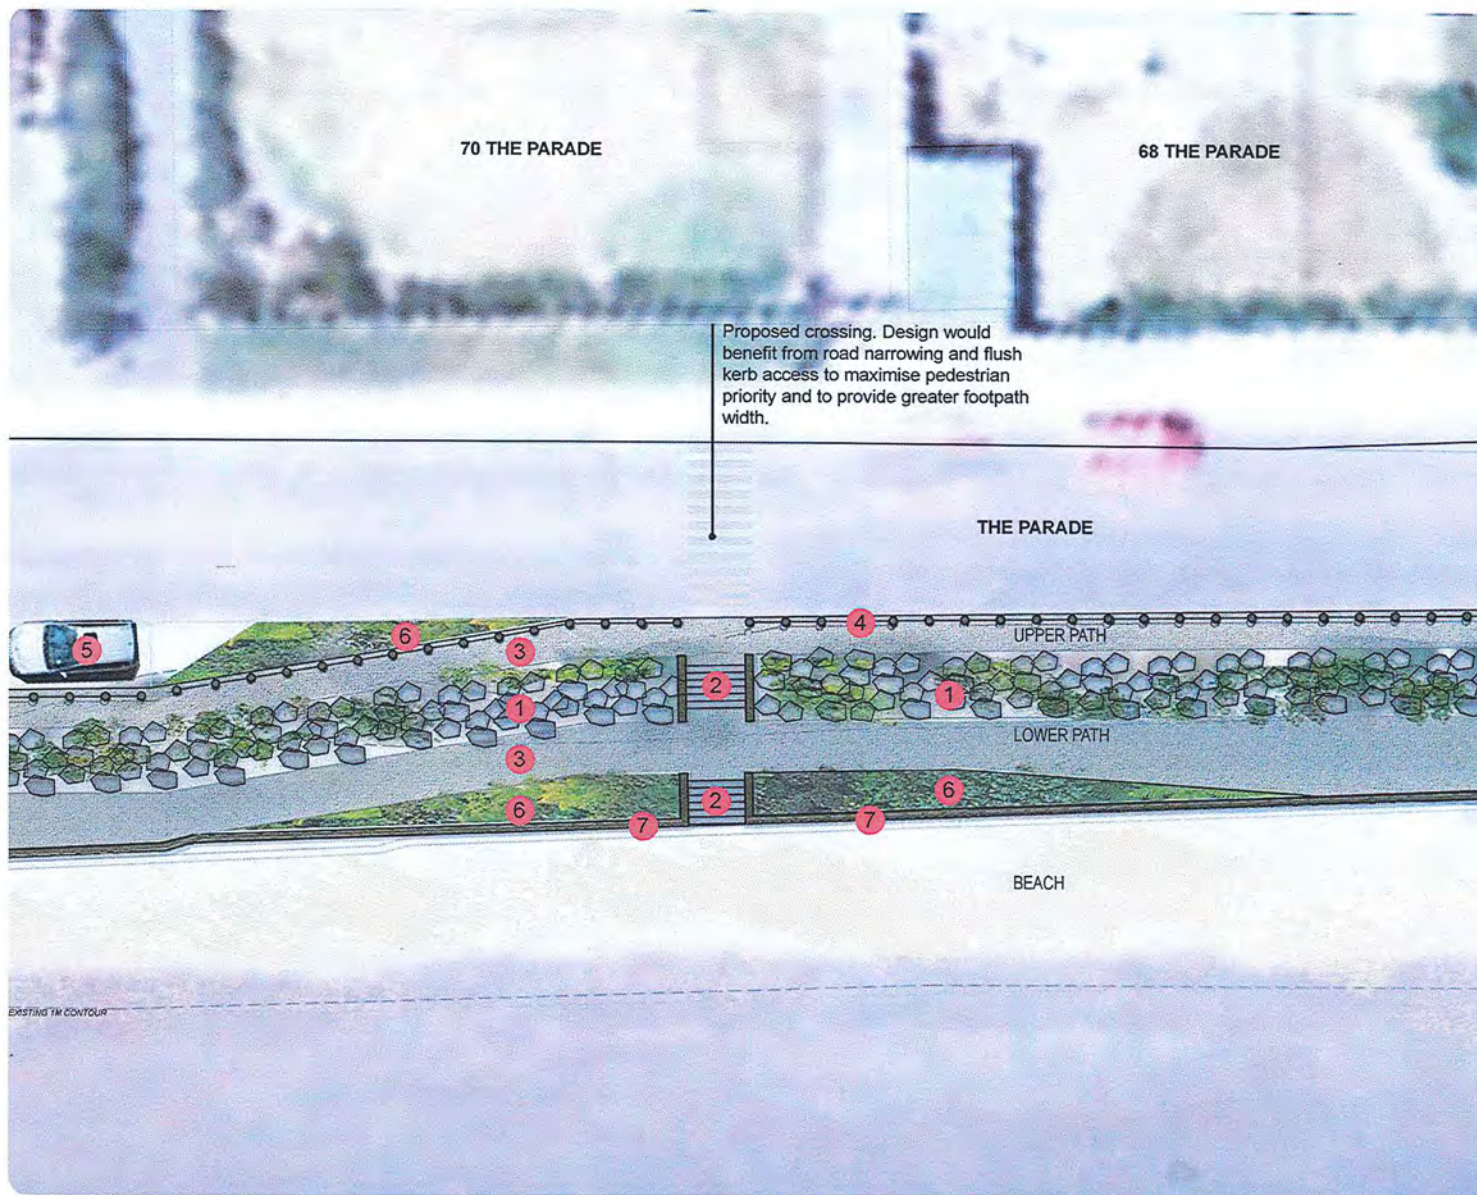 70 THE PARADE
68 THE PARADE
Proposed crossing. Design would
benefit from road narrowing and flush
kerb access to maximise pedestrian
priority and to provide greater footpath
width.
THE PARADE
4
6
UPPER PATH
5
3
2
1
1
LOWER PATH
3
6
2
6
7
7
BEACH
EXISTING 1M CONTOUR